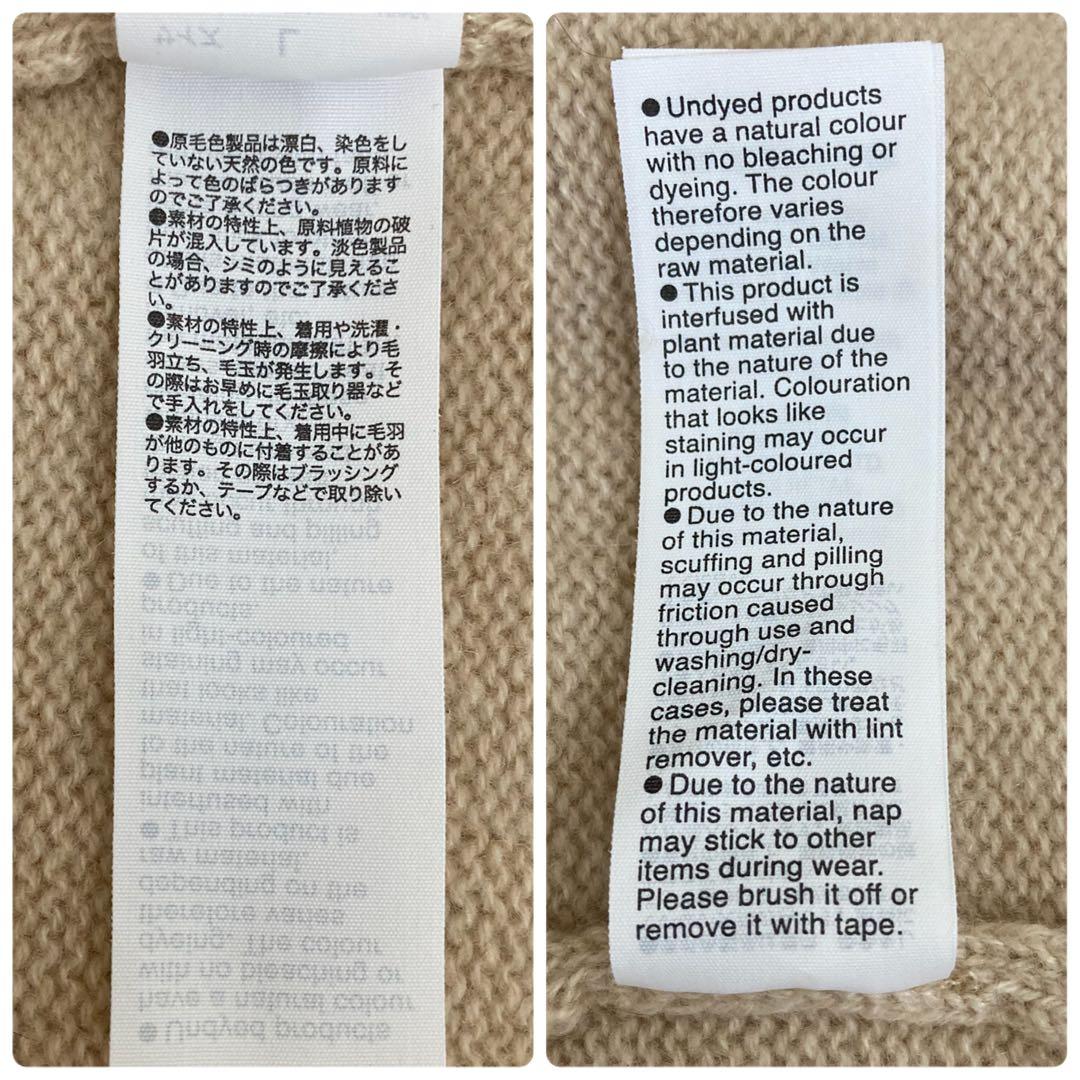 ●原毛色製品は漂白、染色をし
ていない天然の色です。原料に
よって色のばらつきがあります
のでご了承ください。
●素材の特性上、原料植物の破
片が混入しています。淡色製品
の場合、シミのように見えるこ
とがありますのでご了承くださ
い。
●素材の特性上、着用や洗濯・
クリーニング時の摩擦により毛
羽立ち、毛玉が発生します。そ
の際はお早めに毛玉取り器など
で手入れをしてください。
●素材の特性上、着用中に毛羽
が他のものに付着することがあ
ります。その際はブラッシング
するか、テープなどで取り除い
てください。
● Undyed products
have a natural colour
with no bleaching or
dyeing. The colour
therefore varies
depending on the
raw material.
● This product is
interfused with
plant material due
to the nature of the
material. Colouration
that looks like
staining may occur
in light-coloured
products.
● Due to the nature
of this material,
scuffing and pilling
may occur through
friction caused
through use and
washing/dry-
cleaning. In these
cases, please treat
the material with lint
remover, etc.
● Due to the nature
of this material, nap
may stick to other
items during wear.
Please brush it off or
remove it with tape.